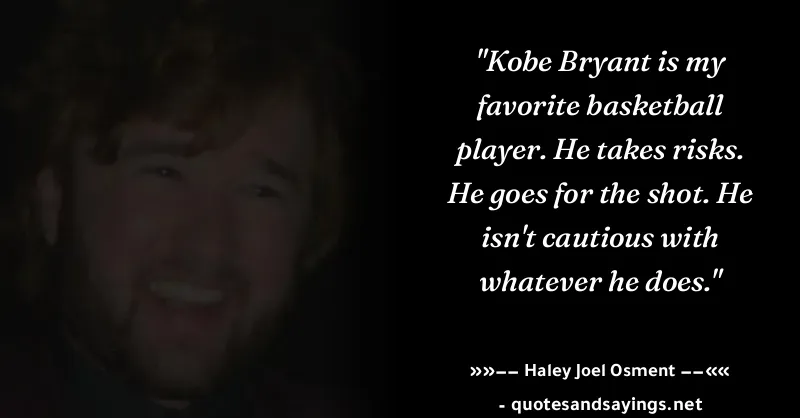 "Kobe Bryant is my
favorite basketball
player. He takes risks.
He goes for the shot. He
isn't cautious with
whatever he does."
»»–– Haley Joel Osment ––««
- quotesandsayings.net